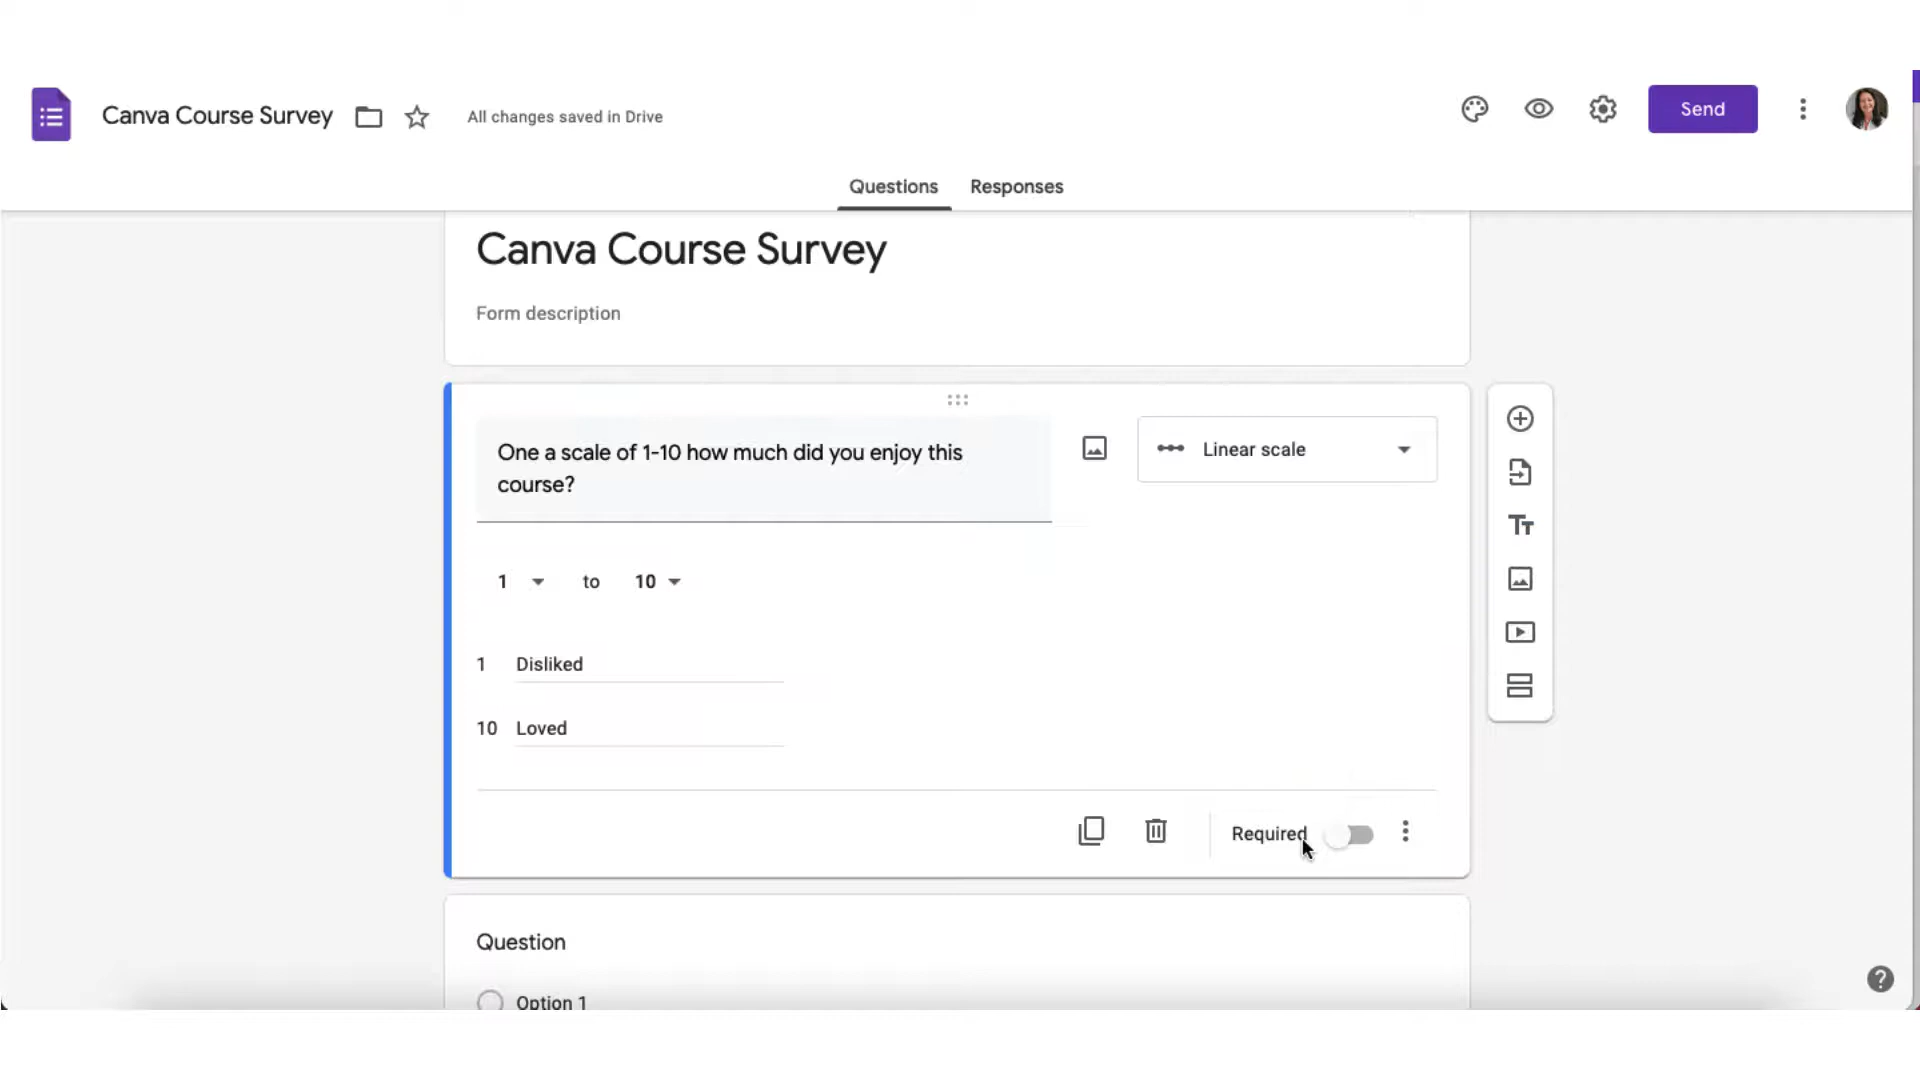 Canva Course Survey
All changes saved in Drive
Send
Questions
Responses
Canva Course Survey
Form description
One a scale of 1-10 how much did you enjoy this
course?
Linear scale
1 to 10
1 Disliked
10 Loved
Required
Question
Option 1